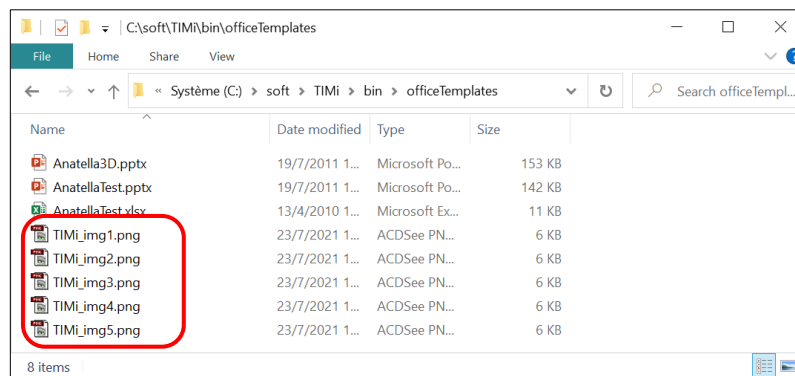 C:\soft\TIMi\bin\officeTemplates
File Home Share View
« Système (C:) > soft > TIMi > bin > officeTemplates Search officeTempl...
Name Date modified Type Size
Anatella3D.pptx 19/7/2011 1... Microsoft Po... 153 KB
AnatellaTest.pptx 19/7/2011 1... Microsoft Po... 142 KB
AnatellaTest.xlsx 13/4/2010 1... Microsoft Ex... 11 KB
TIMi_img1.png 23/7/2021 1... ACDSee PN... 6 KB
TIMi_img2.png 23/7/2021 1... ACDSee PN... 6 KB
TIMi_img3.png 23/7/2021 1... ACDSee PN... 6 KB
TIMi_img4.png 23/7/2021 1... ACDSee PN... 6 KB
TIMi_img5.png 23/7/2021 1... ACDSee PN... 6 KB
8 items